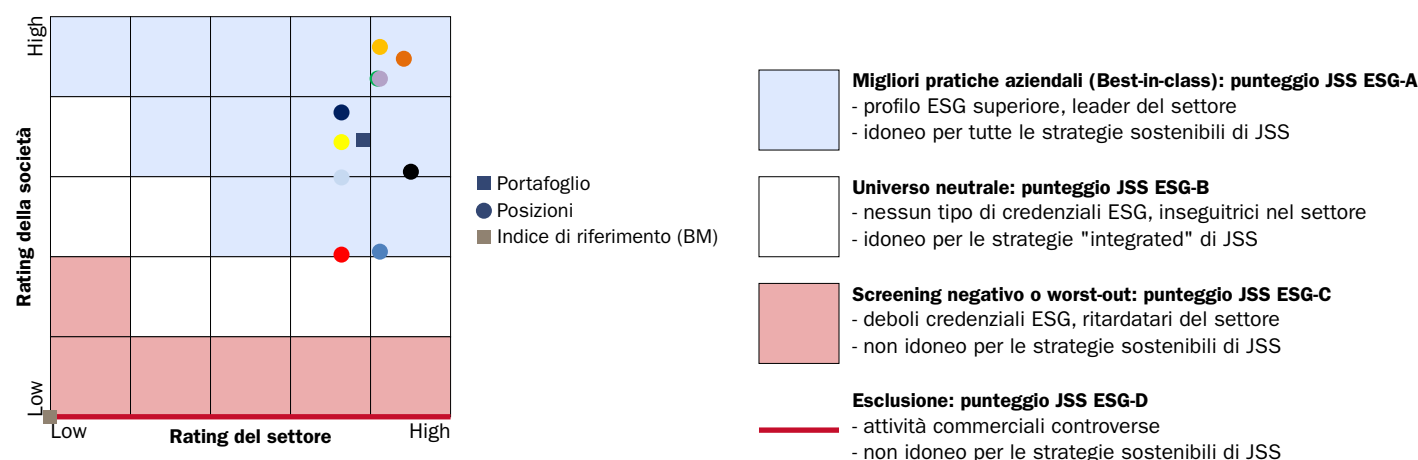 High
Rating della società
Low
Low
Rating del settore
High
Portafoglio
Posizioni
Indice di riferimento (BM)
Migliori pratiche aziendali (Best-in-class): punteggio JSS ESG-A
- profilo ESG superiore, leader del settore
- idoneo per tutte le strategie sostenibili di JSS
Universo neutrale: punteggio JSS ESG-B
- nessun tipo di credenziali ESG, inseguitrici nel settore
- idoneo per le strategie "integrated" di JSS
Screening negativo o worst-out: punteggio JSS ESG-C
- deboli credenziali ESG, ritardatari del settore
- non idoneo per le strategie sostenibili di JSS
Esclusione: punteggio JSS ESG-D
- attività commerciali controverse
- non idoneo per le strategie sostenibili di JSS